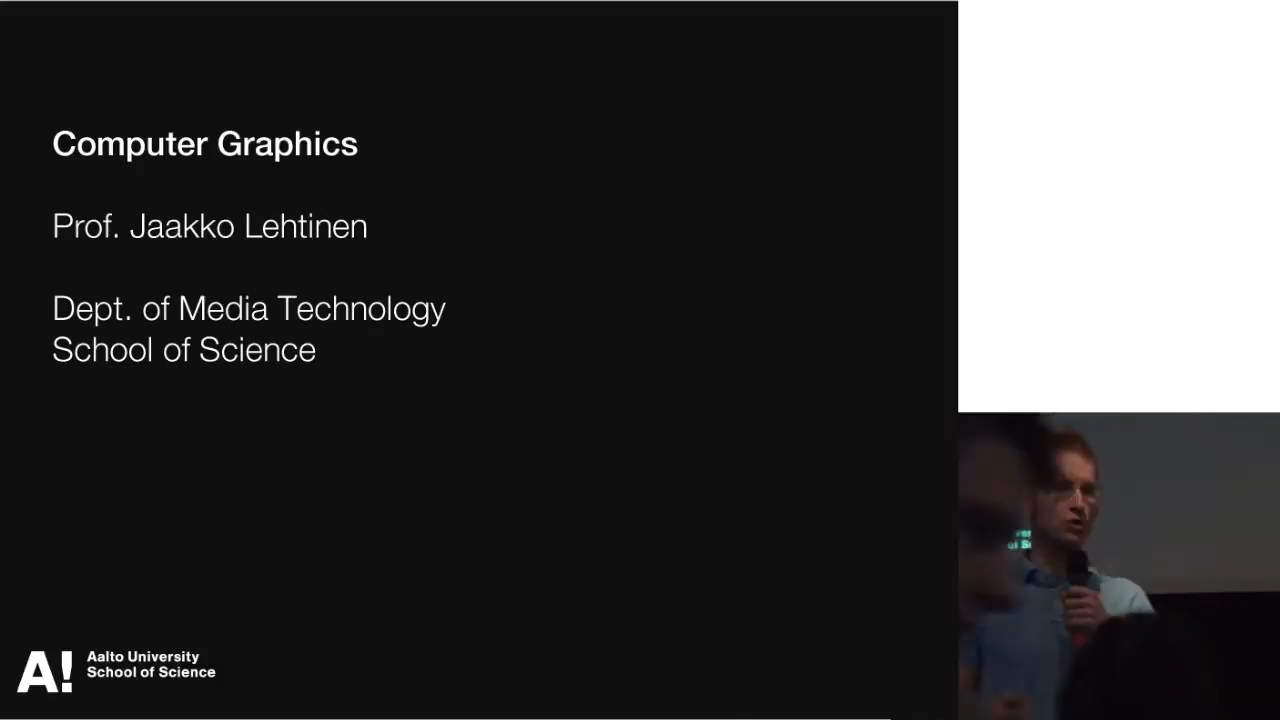 Computer Graphics
Prof. Jaakko Lehtinen
Dept. of Media Technology
School of Science
A! Aalto University
School of Science